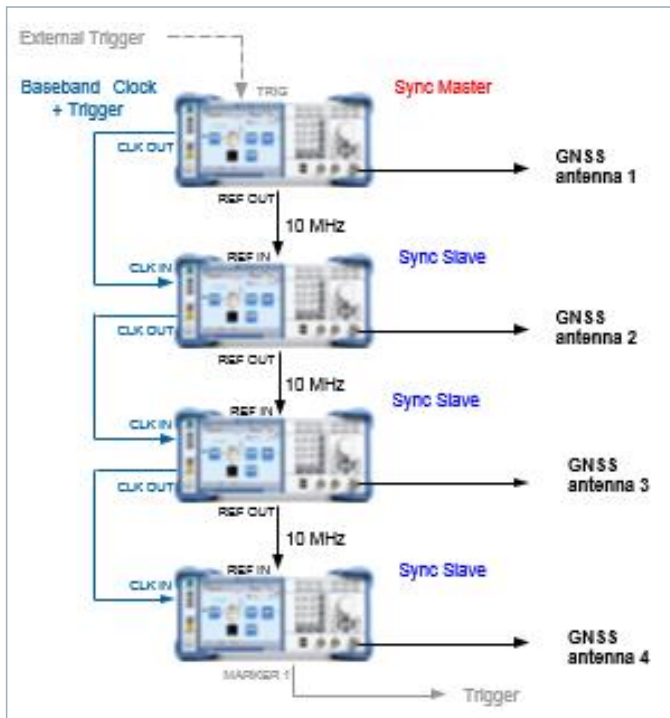 External Trigger
Baseband Clock
+ Trigger
TRIG
Sync Master
CLK OUT
GNSS
antenna 1
REF OUT
10 MHz
REF IN
Sync Slave
CLK IN
CLK OUT
GNSS
antenna 2
REF OUT
10 MHz
REF IN
Sync Slave
CLK IN
CLK OUT
GNSS
antenna 3
REF OUT
10 MHz
REF IN
Sync Slave
CLK IN
GNSS
antenna 4
MARKER 1
Trigger